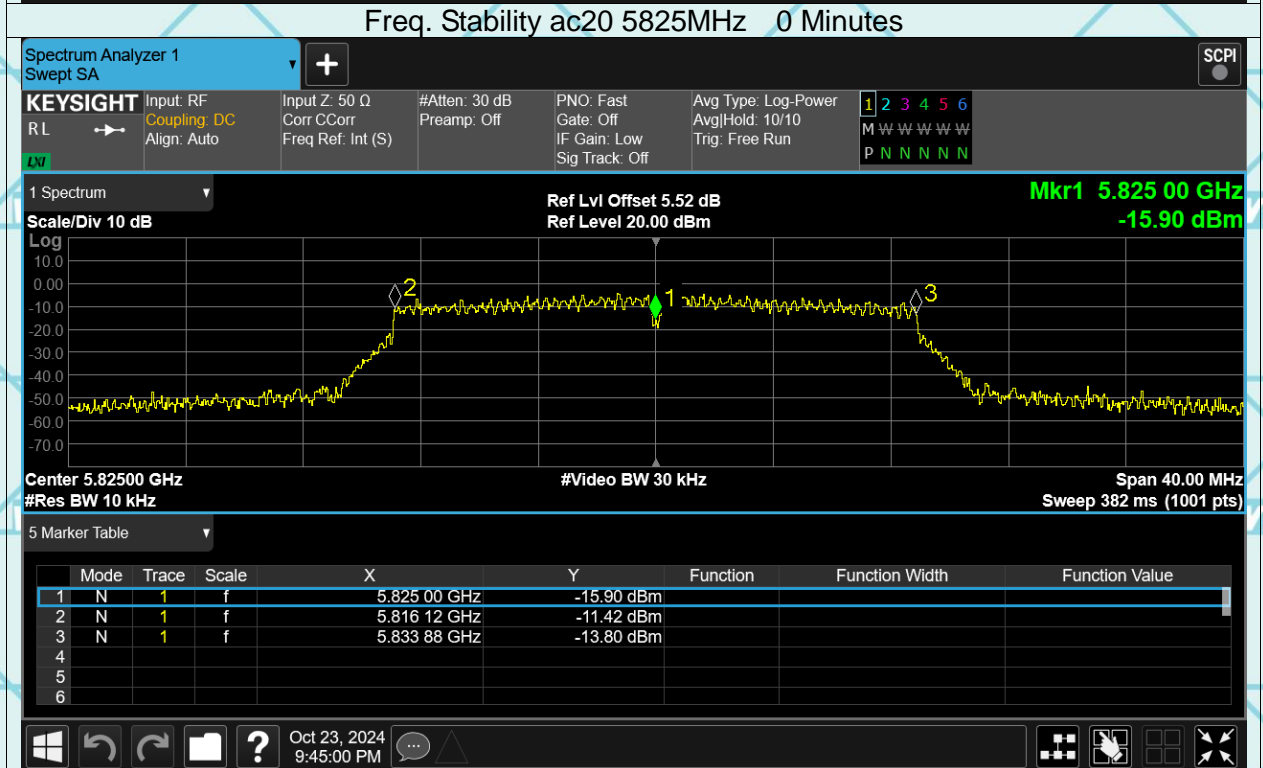 Freq. Stability ac20 5825MHz 0 Minutes
Spectrum Analyzer 1
Swept SA
SCPI
KEYSIGHT
RL
LXI
Input: RF
Coupling: DC
Align: Auto
Input Z: 50 Ω
Corr CCorr
Freq Ref: Int (S)
#Atten: 30 dB
Preamp: Off
PNO: Fast
Gate: Off
IF Gain: Low
Sig Track: Off
Avg Type: Log-Power
Avg|Hold: 10/10
Trig: Free Run
1 2 3 4 5 6
M W W W W W
P N N N N N
1 Spectrum
Scale/Div 10 dB
Ref Lvl Offset 5.52 dB
Ref Level 20.00 dBm
Mkr1 5.825 00 GHz
-15.90 dBm
Log
10.0
0.00
-10.0
-20.0
-30.0
-40.0
-50.0
-60.0
-70.0
2
1
3
Center 5.82500 GHz
#Video BW 30 kHz
Span 40.00 MHz
#Res BW 10 kHz
Sweep 382 ms (1001 pts)
5 Marker Table
Mode Trace Scale X Y Function Function Width Function Value
1 N 1 f 5.825 00 GHz -15.90 dBm
2 N 1 f 5.816 12 GHz -11.42 dBm
3 N 1 f 5.833 88 GHz -13.80 dBm
4
5
6
?
Oct 23, 2024
9:45:00 PM